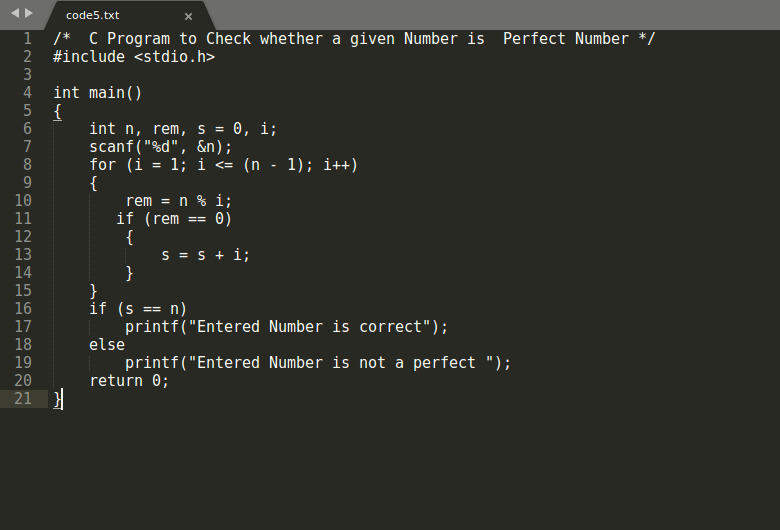 code5.txt ×
1 /*  C Program to Check whether a given Number is  Perfect Number */
2 #include <stdio.h>
3
4 int main()
5 {
6     int n, rem, s = 0, i;
7     scanf("%d", &n);
8     for (i = 1; i <= (n - 1); i++)
9     {
10         rem = n % i;
11        if (rem == 0)
12         {
13             s = s + i;
14         }
15     }
16     if (s == n)
17         printf("Entered Number is correct");
18     else
19         printf("Entered Number is not a perfect ");
20     return 0;
21 }